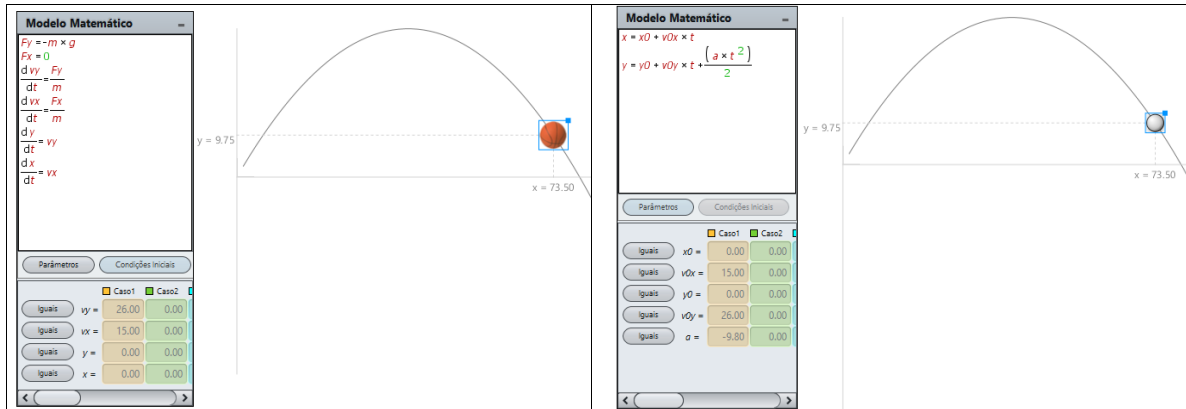 Modelo Matemático –
Fy = -m × g
Fx = 0
d vy / dt = Fy / m
d vx / dt = Fx / m
d y / dt = vy
d x / dt = vx
Parâmetros Condições Iniciais
Caso1 Caso2
Iguais vy = 26.00 0.00
Iguais vx = 15.00 0.00
Iguais y = 0.00 0.00
Iguais x = 0.00 0.00
y = 9.75
x = 73.50
Modelo Matemático –
x = x0 + v0x × t
y = y0 + v0y × t + ( a × t 2 ) / 2
Parâmetros Condições Iniciais
Caso1 Caso2
Iguais x0 = 0.00 0.00
Iguais v0x = 15.00 0.00
Iguais y0 = 0.00 0.00
Iguais v0y = 26.00 0.00
Iguais a = -9.80 0.00
y = 9.75
x = 73.50